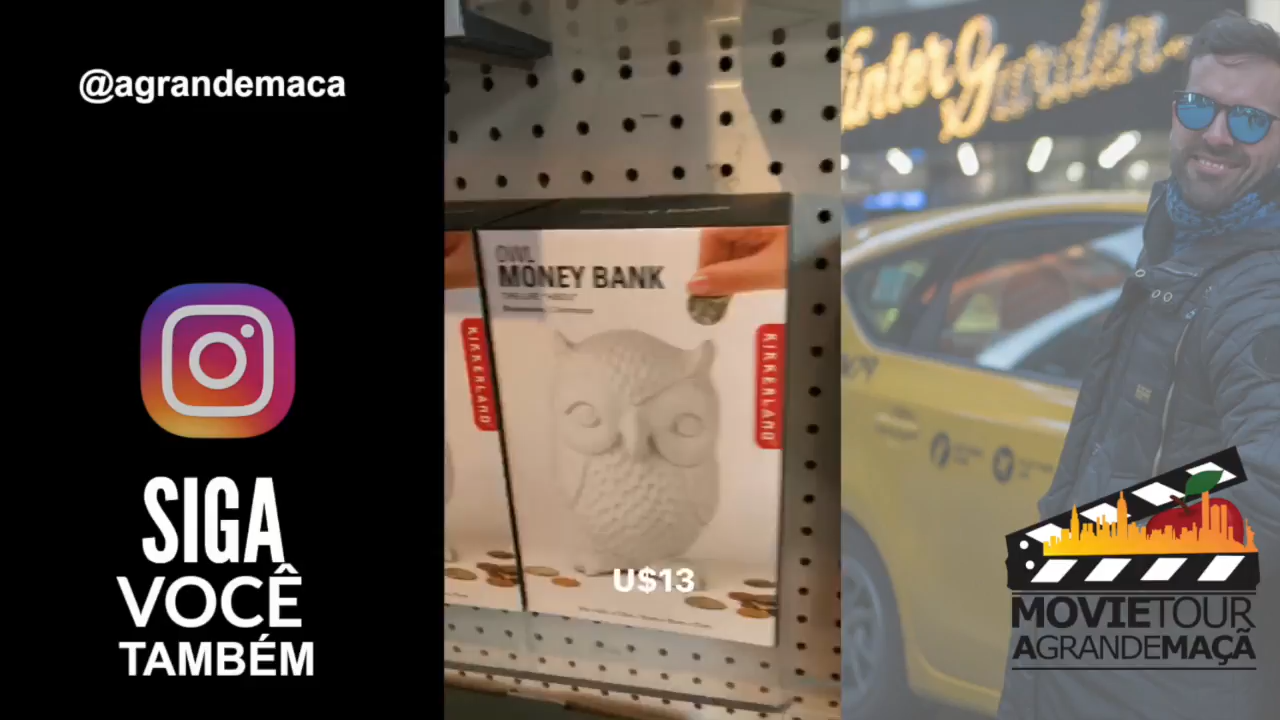 @agrandemaca
SIGA
VOCÊ
TAMBÉM
OWL
MONEY BANK
KIKKERLAND
KIKKERLAND
U$13
Winter Garden
MOVIETOUR
AGRANDEMAÇÃ